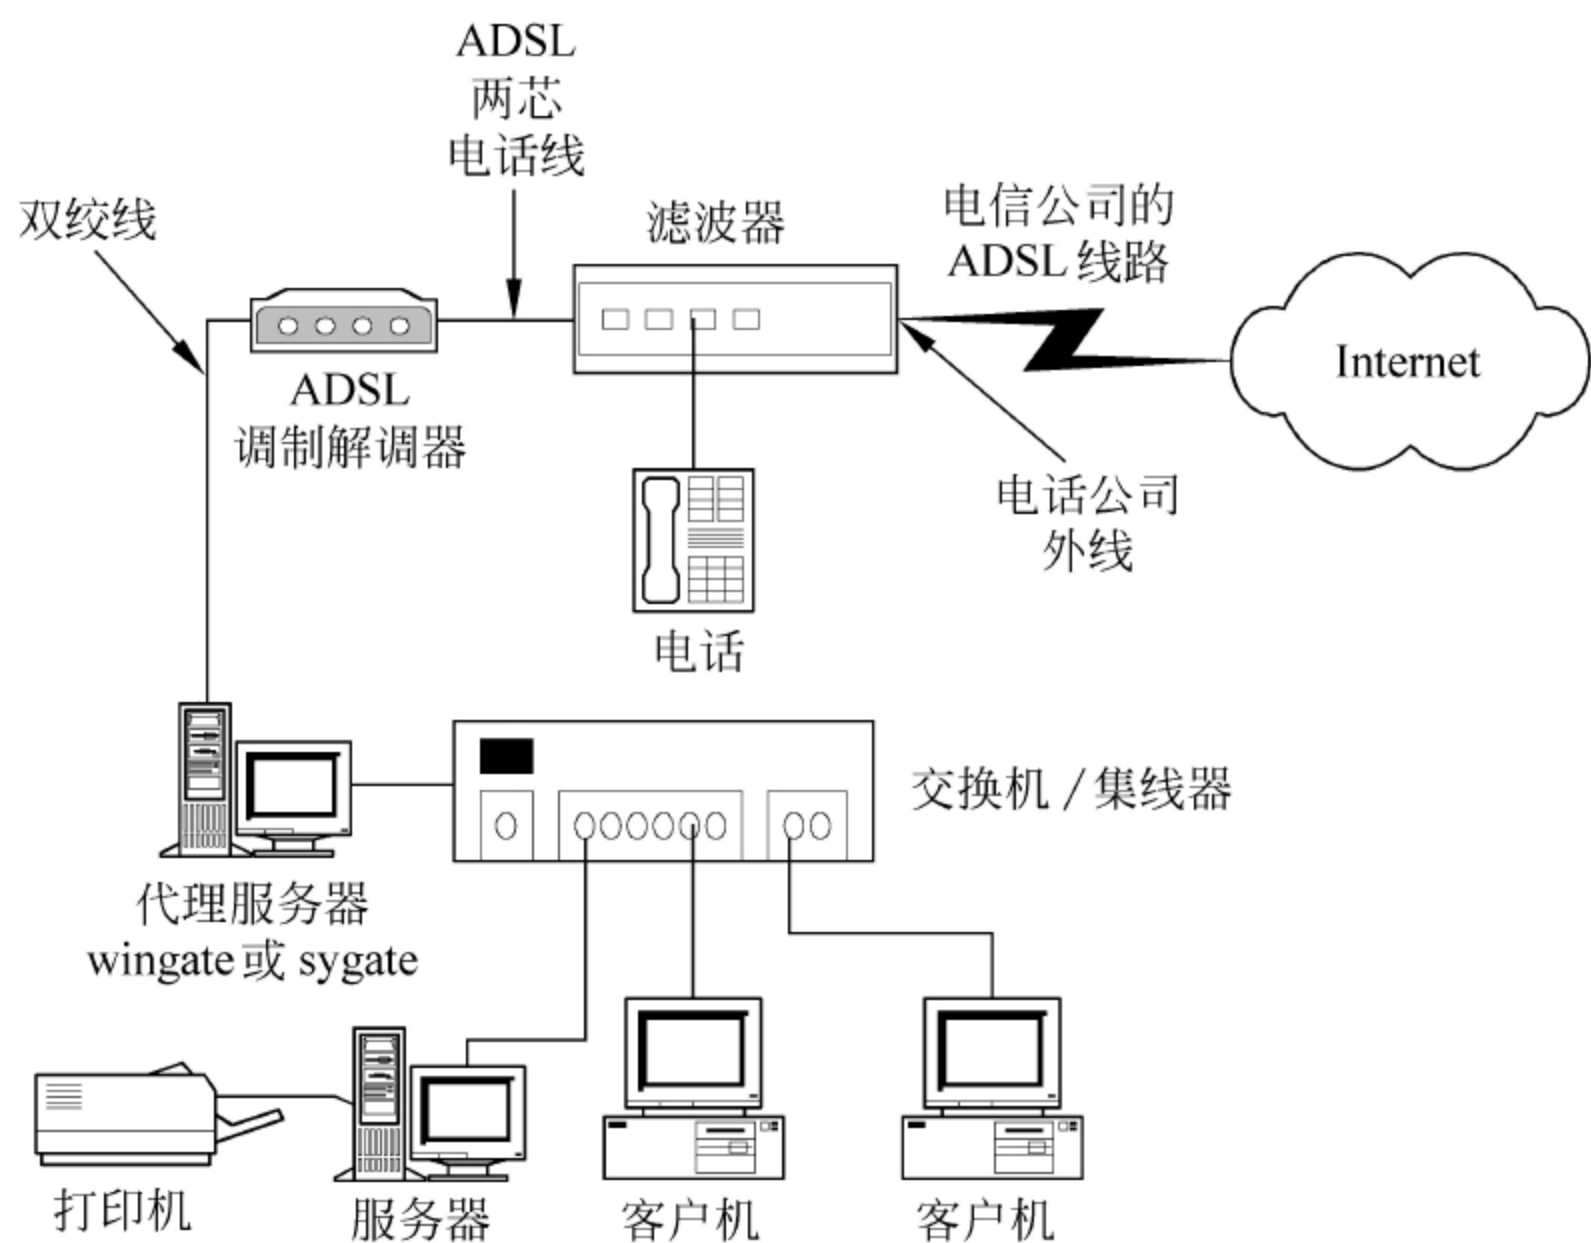 ADSL
两芯
电话线
双绞线
滤波器
电信公司的
ADSL 线路
Internet
ADSL
调制解调器
电话公司
外线
电话
交换机/集线器
代理服务器
wingate或 sygate
打印机
服务器
客户机
客户机